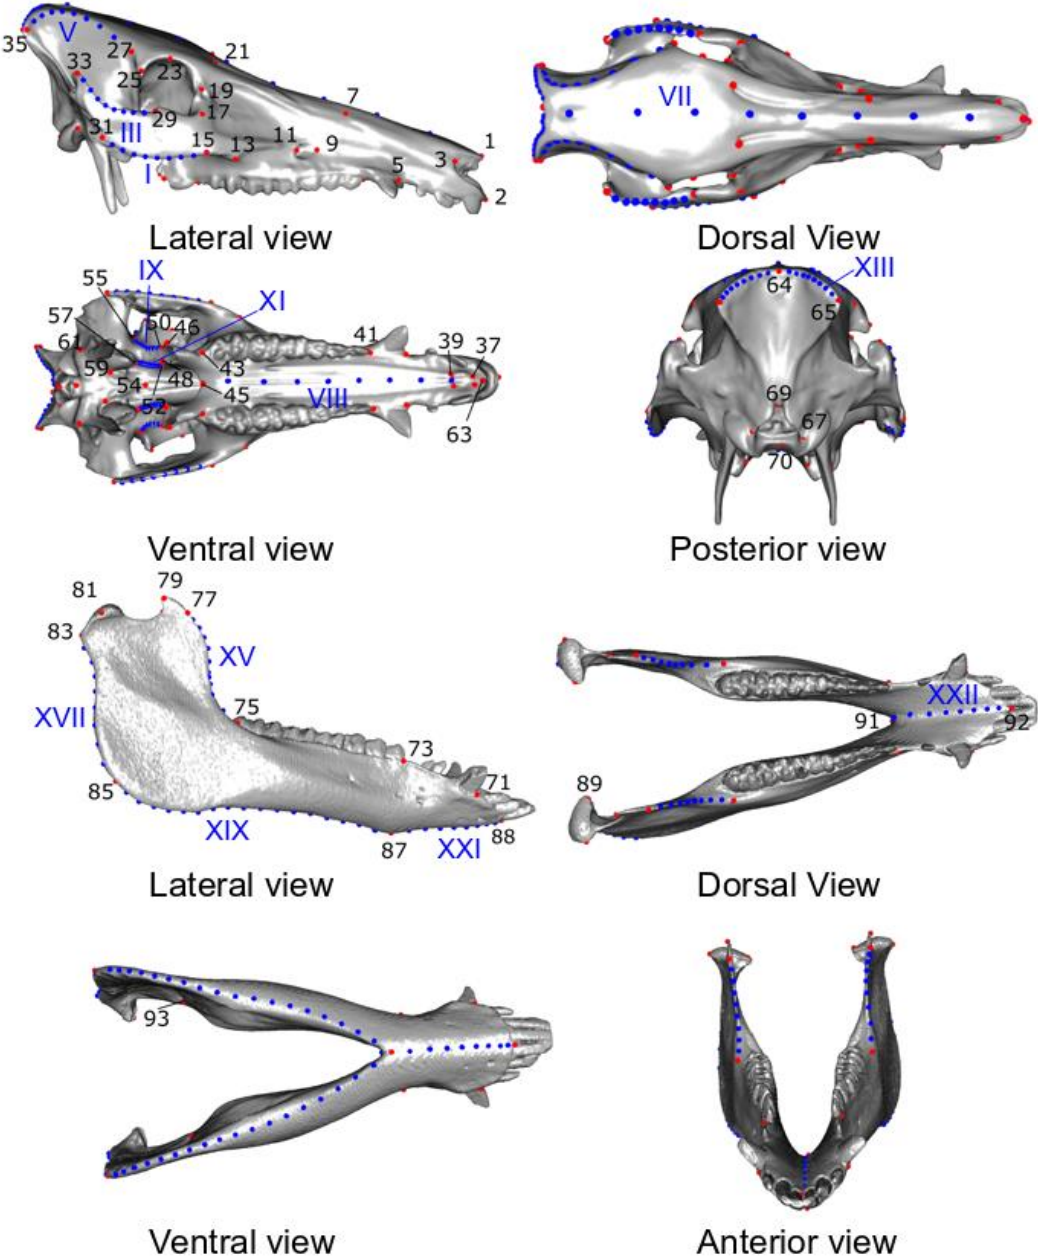 V
35
33
27
25
23
21
19
17
7
29
31
III
15
13
11
9
I
5
3
1
2
VII
Lateral view
Dorsal View
55
IX
XI
57
50
46
61
41
39
37
59
54
52
48
43
45
VIII
63
XIII
64
65
69
67
70
Ventral view
Posterior view
79
81
77
83
XV
XVII
75
73
71
85
XIX
87
XXI
88
XXII
91
92
89
Lateral view
Dorsal View
93
Ventral view
Anterior view